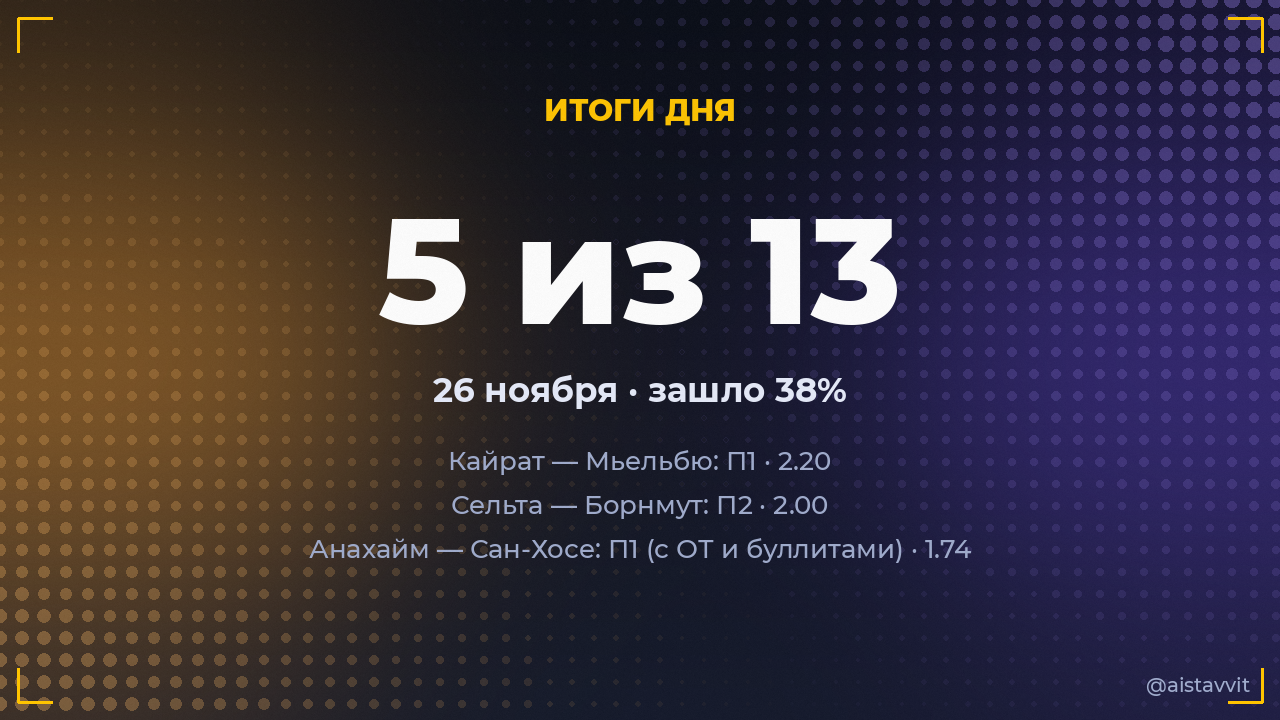 ИТОГИ ДНЯ
5 из 13
26 ноября · зашло 38%
Кайрат — Мьельбю: П1 · 2.20
Сельта — Борнмут: П2 · 2.00
Анахайм — Сан-Хосе: П1 (с ОТ и буллитами) · 1.74
@aistavvit